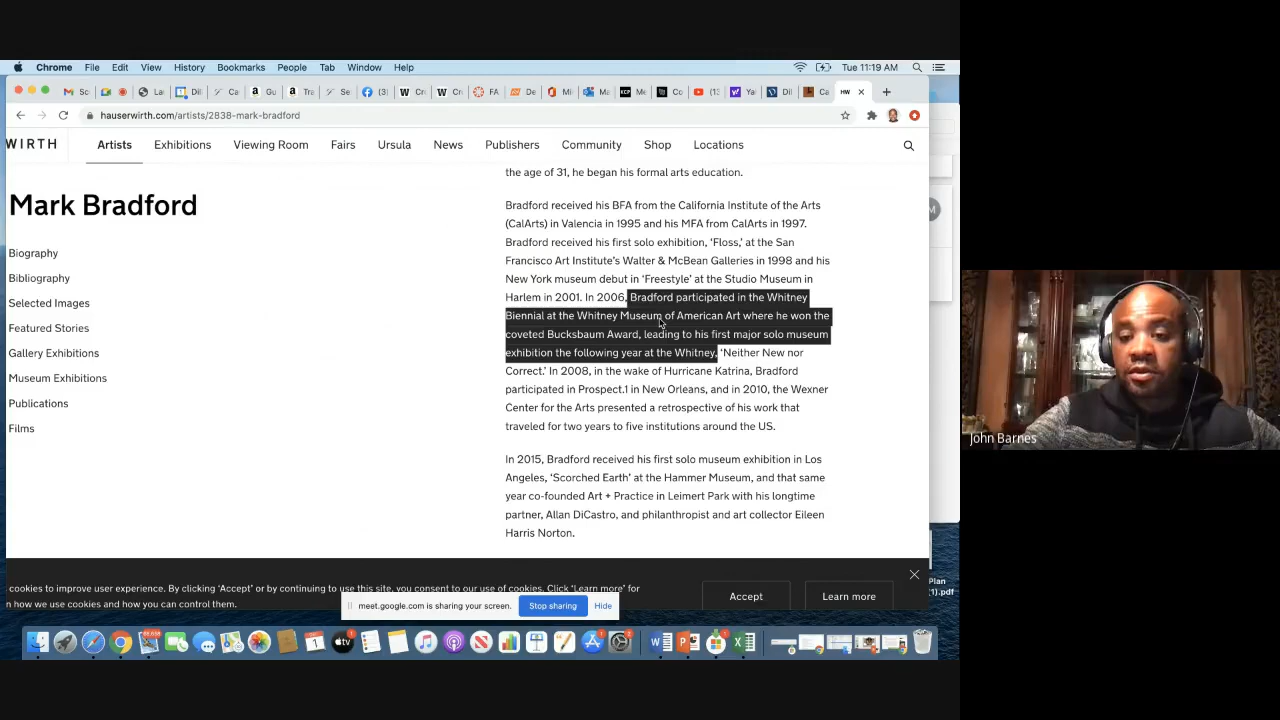 Chrome File Edit View History Bookmarks People Tab Window Help Tue 11:19 AM
HW
hauserwirth.com/artists/2838-mark-bradford
WIRTH Artists Exhibitions Viewing Room Fairs Ursula News Publishers Community Shop Locations
the age of 31, he began his formal arts education.
Mark Bradford
Biography
Bibliography
Selected Images
Featured Stories
Gallery Exhibitions
Museum Exhibitions
Publications
Films
Bradford received his BFA from the California Institute of the Arts
(CalArts) in Valencia in 1995 and his MFA from CalArts in 1997.
Bradford received his first solo exhibition, ‘Floss,’ at the San
Francisco Art Institute’s Walter & McBean Galleries in 1998 and his
New York museum debut in ‘Freestyle’ at the Studio Museum in
Harlem in 2001. In 2006, Bradford participated in the Whitney
Biennial at the Whitney Museum of American Art where he won the
coveted Bucksbaum Award, leading to his first major solo museum
exhibition the following year at the Whitney, ‘Neither New nor
Correct.’ In 2008, in the wake of Hurricane Katrina, Bradford
participated in Prospect.1 in New Orleans, and in 2010, the Wexner
Center for the Arts presented a retrospective of his work that
traveled for two years to five institutions around the US.
In 2015, Bradford received his first solo museum exhibition in Los
Angeles, ‘Scorched Earth’ at the Hammer Museum, and that same
year co-founded Art + Practice in Leimert Park with his longtime
partner, Allan DiCastro, and philanthropist and art collector Eileen
Harris Norton.
cookies to improve user experience. By clicking ‘Accept’ or by continuing to use this site, you consent to our use of cookies. Click ‘Learn more’ for
n how we use cookies and how you can control them.
Accept
Learn more
meet.google.com is sharing your screen. Stop sharing Hide
Plan
(1).pdf
John Barnes